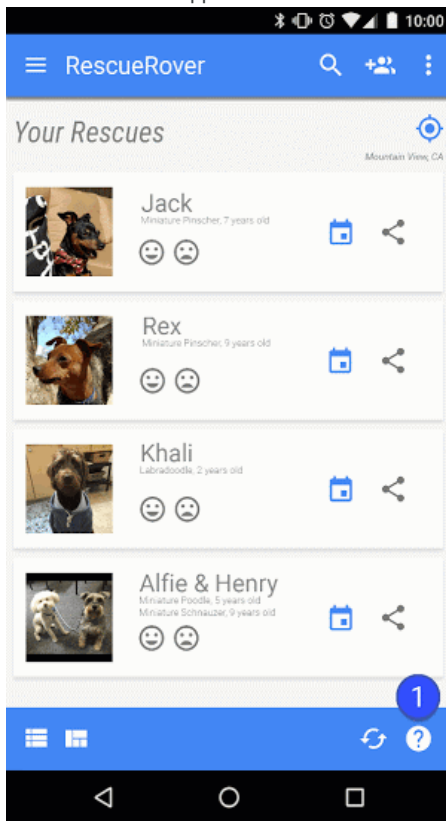 10:00
RescueRover
Your Rescues
Mountain View, CA
Jack
Miniature Pinscher, 7 years old
Rex
Miniature Pinscher, 9 years old
Khali
Labradoodle, 2 years old
Alfie & Henry
Miniature Poodle, 5 years old
Miniature Schnauzer, 9 years old
1
?